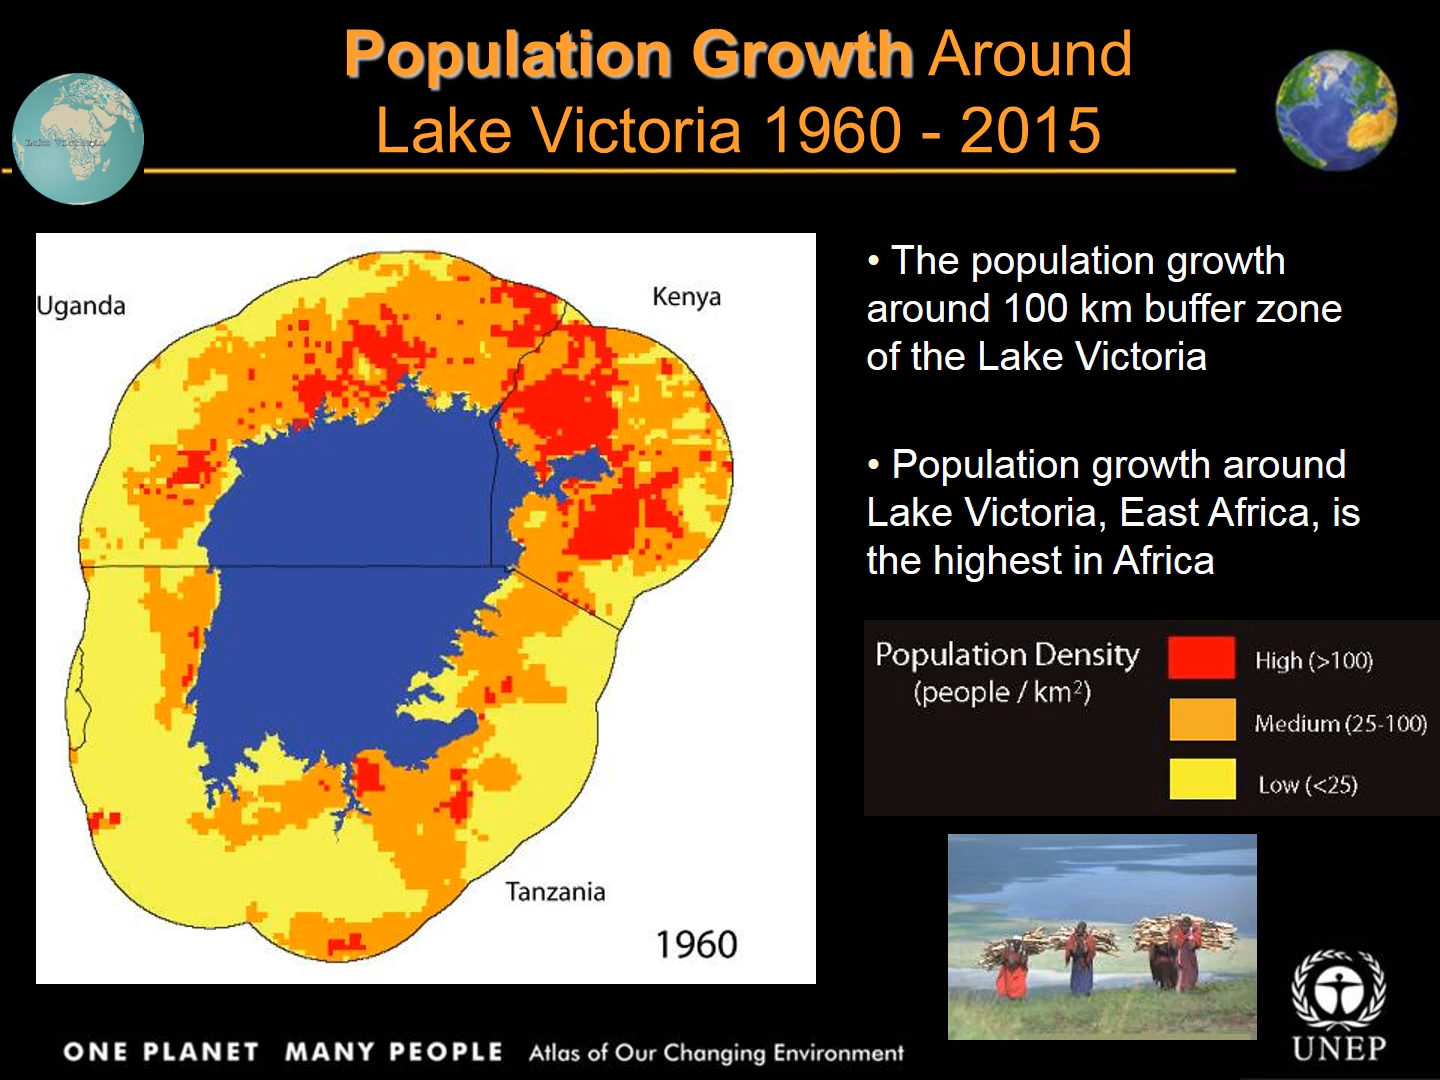 Population Growth Around
Lake Victoria 1960 - 2015
Lake Victoria
Uganda
Kenya
Tanzania
1960
• The population growth
around 100 km buffer zone
of the Lake Victoria
• Population growth around
Lake Victoria, East Africa, is
the highest in Africa
Population Density
(people / km²)
High (>100)
Medium (25-100)
Low (<25)
ONE PLANET MANY PEOPLE Atlas of Our Changing Environment
UNEP